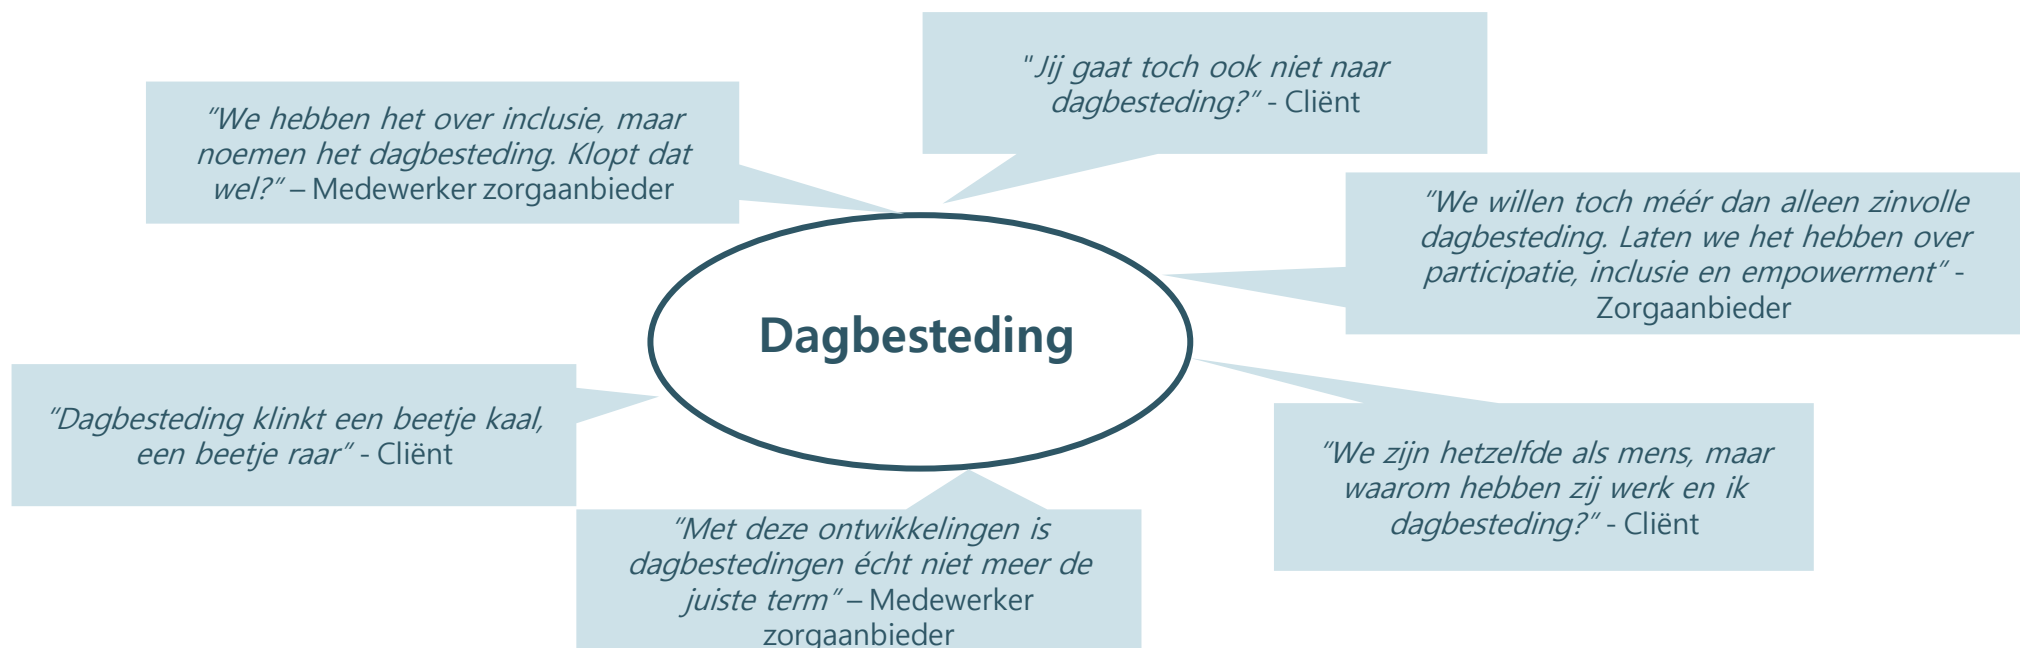 "Jij gaat toch ook niet naar
dagbesteding?” - Cliënt
“We hebben het over inclusie, maar
noemen het dagbesteding. Klopt dat
wel?” – Medewerker zorgaanbieder
“We willen toch méér dan alleen zinvolle
dagbesteding. Laten we het hebben over
participatie, inclusie en empowerment” -
Zorgaanbieder
Dagbesteding
“Dagbesteding klinkt een beetje kaal,
een beetje raar” - Cliënt
“We zijn hetzelfde als mens, maar
waarom hebben zij werk en ik
dagbesteding?” - Cliënt
“Met deze ontwikkelingen is
dagbestedingen écht niet meer de
juiste term” – Medewerker
zorgaanbieder